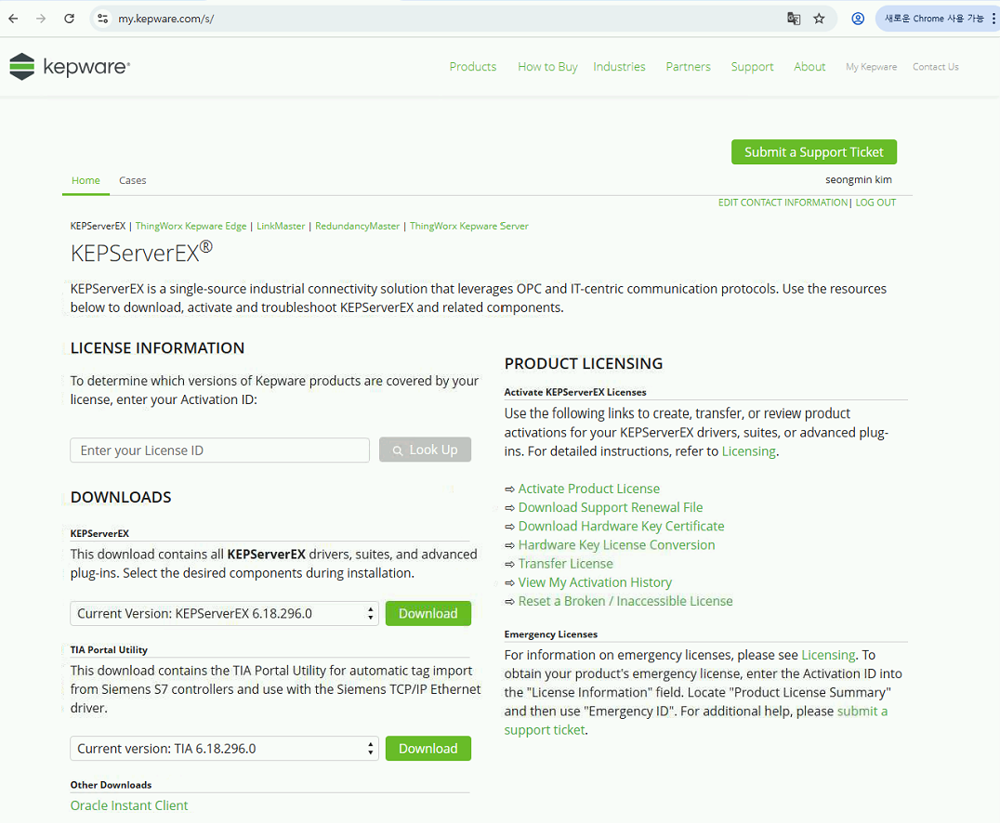 my.kepware.com/s/
새로운 Chrome 사용 가능
kepware®
Products How to Buy Industries Partners Support About My Kepware Contact Us
Submit a Support Ticket
Home Cases
seongmin kim
EDIT CONTACT INFORMATION | LOG OUT
KEPServerEX | ThingWorx Kepware Edge | LinkMaster | RedundancyMaster | ThingWorx Kepware Server
KEPServerEX®
KEPServerEX is a single-source industrial connectivity solution that leverages OPC and IT-centric communication protocols. Use the resources
below to download, activate and troubleshoot KEPServerEX and related components.
LICENSE INFORMATION
To determine which versions of Kepware products are covered by your
license, enter your Activation ID:
Enter your License ID
Look Up
DOWNLOADS
KEPServerEX
This download contains all KEPServerEX drivers, suites, and advanced
plug-ins. Select the desired components during installation.
Current Version: KEPServerEX 6.18.296.0
Download
TIA Portal Utility
This download contains the TIA Portal Utility for automatic tag import
from Siemens S7 controllers and use with the Siemens TCP/IP Ethernet
driver.
Current version: TIA 6.18.296.0
Download
Other Downloads
Oracle Instant Client
PRODUCT LICENSING
Activate KEPServerEX Licenses
Use the following links to create, transfer, or review product
activations for your KEPServerEX drivers, suites, or advanced plug-
ins. For detailed instructions, refer to Licensing.
⇨ Activate Product License
⇨ Download Support Renewal File
⇨ Download Hardware Key Certificate
⇨ Hardware Key License Conversion
⇨ Transfer License
⇨ View My Activation History
⇨ Reset a Broken / Inaccessible License
Emergency Licenses
For information on emergency licenses, please see Licensing. To
obtain your product's emergency license, enter the Activation ID into
the "License Information" field. Locate "Product License Summary"
and then use "Emergency ID". For additional help, please submit a
support ticket.